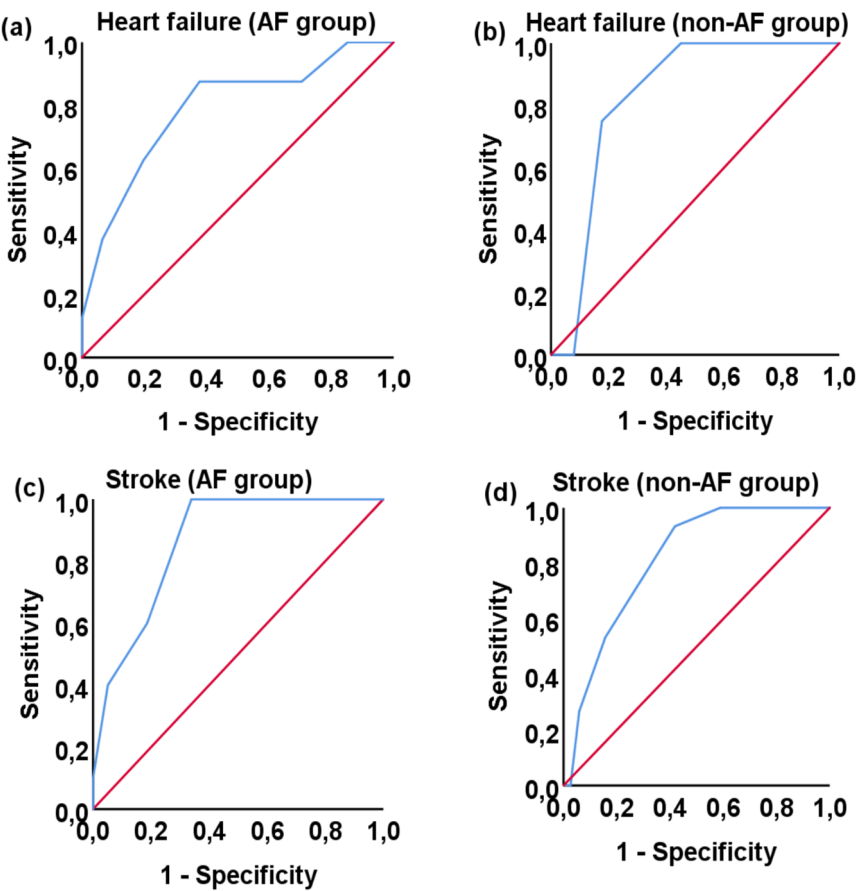 (a) Heart failure (AF group)
1,0
0,8
0,6
0,4
0,2
0,0
Sensitivity
0,0 0,2 0,4 0,6 0,8 1,0
1 - Specificity
(b) Heart failure (non-AF group)
1,0
0,8
0,6
0,4
0,2
0,0
Sensitivity
0,0 0,2 0,4 0,6 0,8 1,0
1 - Specificity
(c) Stroke (AF group)
1,0
0,8
0,6
0,4
0,2
0,0
Sensitivity
0,0 0,2 0,4 0,6 0,8 1,0
1 - Specificity
(d) Stroke (non-AF group)
1,0
0,8
0,6
0,4
0,2
0,0
Sensitivity
0,0 0,2 0,4 0,6 0,8 1,0
1 - Specificity